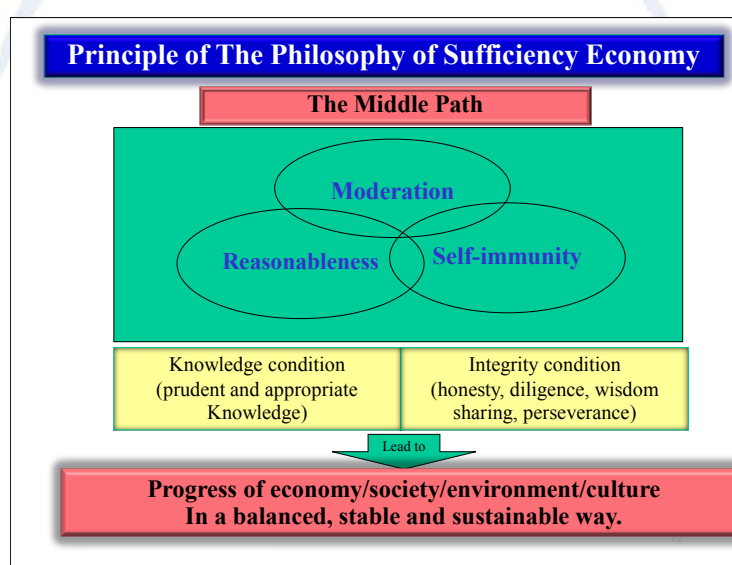 Principle of The Philosophy of Sufficiency Economy
The Middle Path
Moderation
Reasonableness
Self-immunity
Knowledge condition
(prudent and appropriate
Knowledge)
Integrity condition
(honesty, diligence, wisdom
sharing, perseverance)
Lead to
Progress of economy/society/environment/culture
In a balanced, stable and sustainable way.